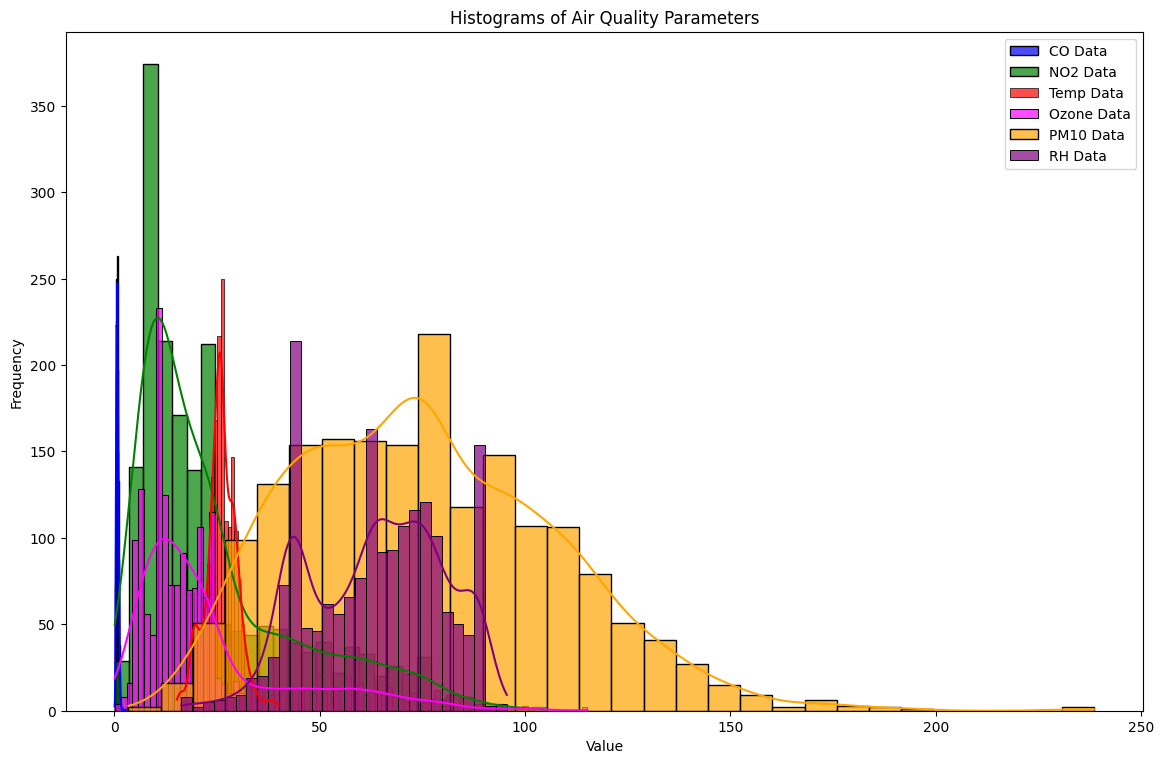 Histograms of Air Quality Parameters
CO Data
NO2 Data
Temp Data
Ozone Data
PM10 Data
RH Data
Frequency
350
300
250
200
150
100
50
0
0
50
100
150
200
250
Value